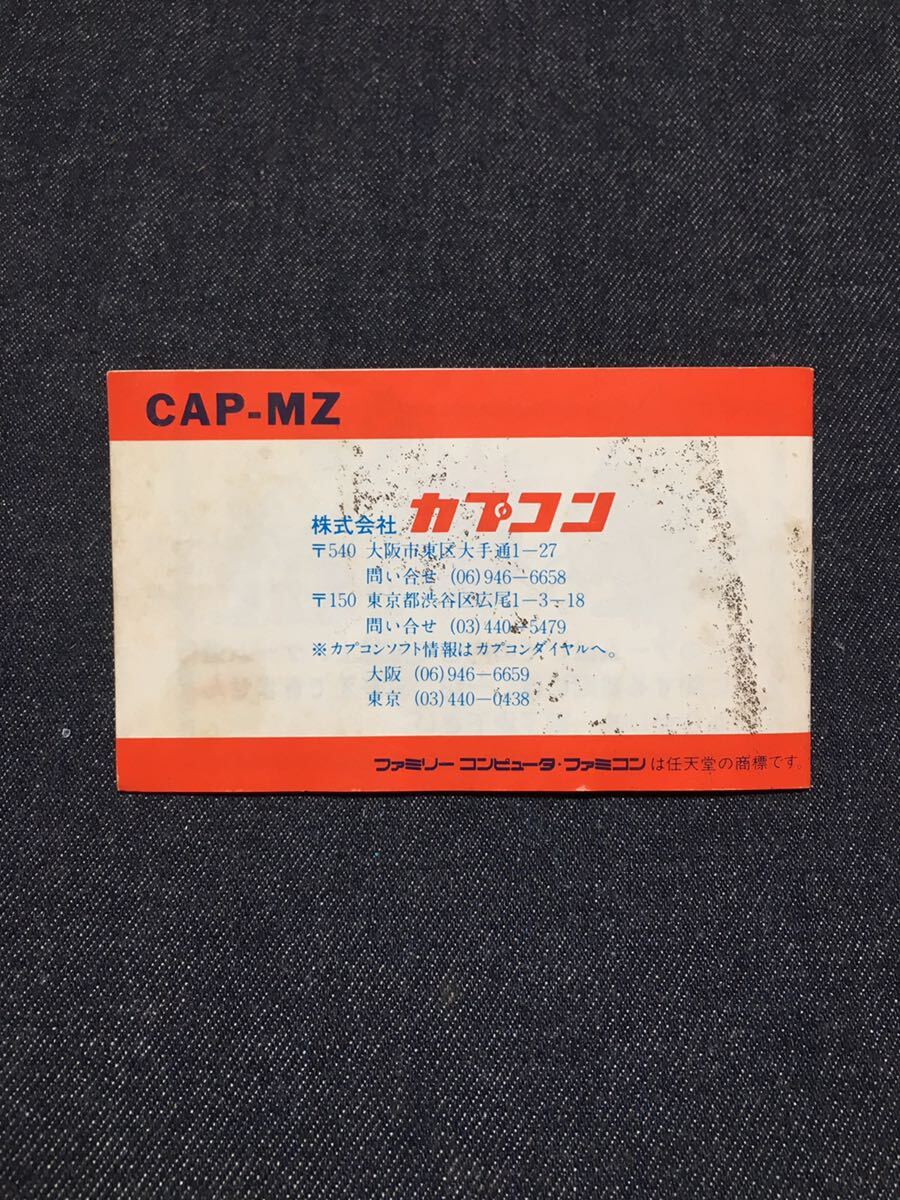 CAP-MZ
株式会社 カプコン
〒540 大阪市東区大手通1−27
問い合せ (06)946−6658
〒150 東京都渋谷区広尾1−3−18
問い合せ (03)440−5479
※カプコンソフト情報はカプコンダイヤルへ。
大阪 (06)946−6659
東京 (03)440−0438
ファミリーコンピュータ・ファミコンは任天堂の商標です。